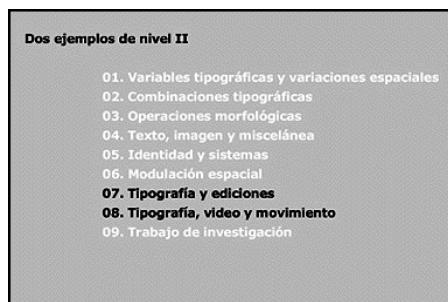 Dos ejemplos de nivel II
01. Variables tipográficas y variaciones espaciales
02. Combinaciones tipográficas
03. Operaciones morfológicas
04. Texto, imagen y miscelánea
05. Identidad y sistemas
06. Modulación espacial
07. Tipografía y ediciones
08. Tipografía, video y movimiento
09. Trabajo de investigación